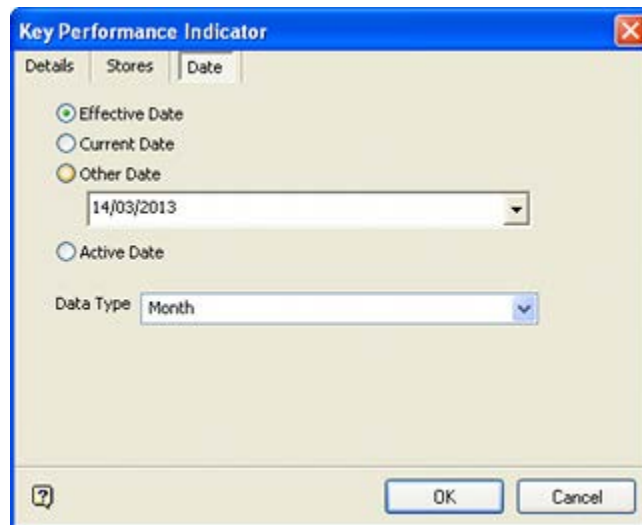 Key Performance Indicator
Details Stores Date
Effective Date
Current Date
Other Date
14/03/2013
Active Date
Data Type Month
? OK Cancel